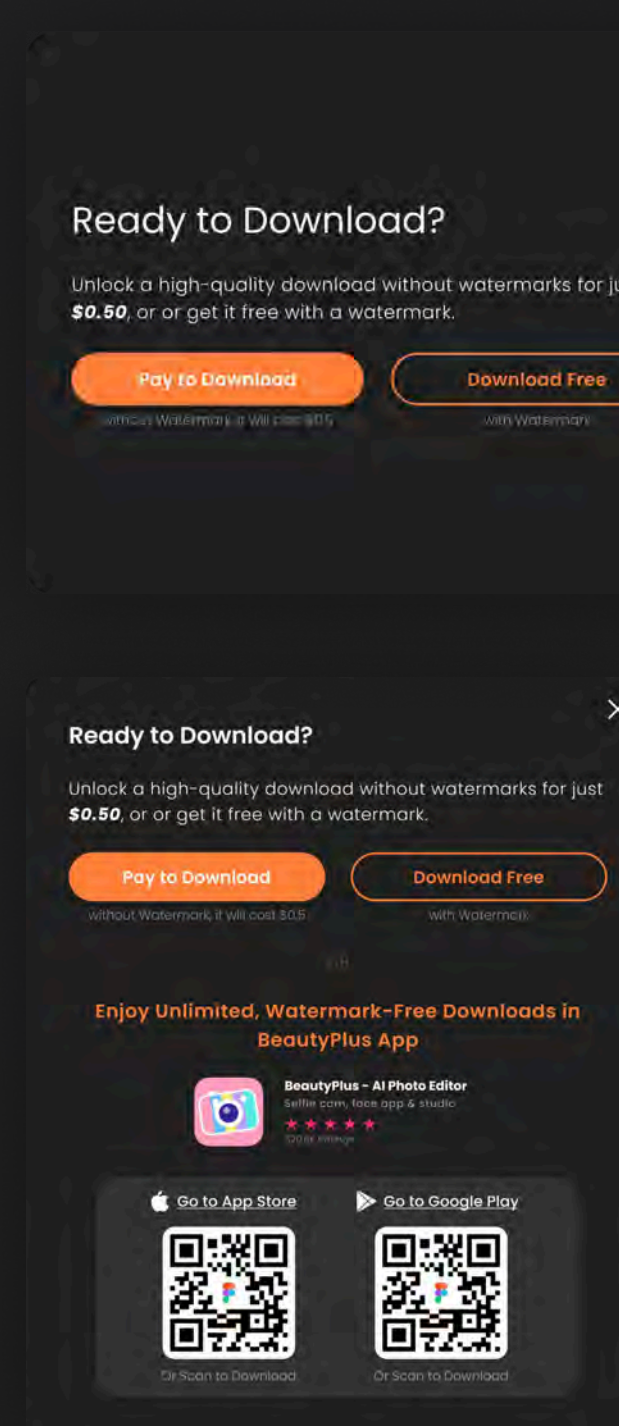 Ready to Download?
Unlock a high-quality download without watermarks for ju
$0.50, or or get it free with a watermark.
Pay to Download
Download Free
without Watermark, it Will cost $0.5
with Watermark
Ready to Download?
Unlock a high-quality download without watermarks for just
$0.50, or or get it free with a watermark.
Pay to Download
Download Free
without Watermark, it will cost $0.5
with Watermark
Enjoy Unlimited, Watermark-Free Downloads in
BeautyPlus App
BeautyPlus - AI Photo Editor
Selfie cam, face app & studio
Go to App Store
Go to Google Play
Or Scan to Download
Or Scan to Download